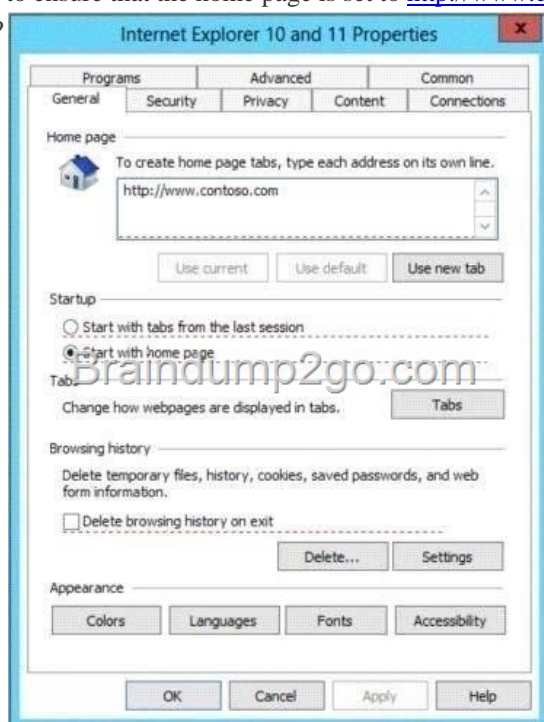 to ensure that the home page is set to
?
Internet Explorer 10 and 11 Properties
x
Programs Advanced Common
General Security Privacy Content Connections
Home page
To create home page tabs, type each address on its own line.
http://www.contoso.com
Use current Use default Use new tab
Startup
Start with tabs from the last session
Start with home page
Braindump2go.com
Tabs
Change how webpages are displayed in tabs. Tabs
Browsing history
Delete temporary files, history, cookies, saved passwords, and web
form information.
Delete browsing history on exit
Delete... Settings
Appearance
Colors Languages Fonts Accessibility
OK Cancel Apply Help